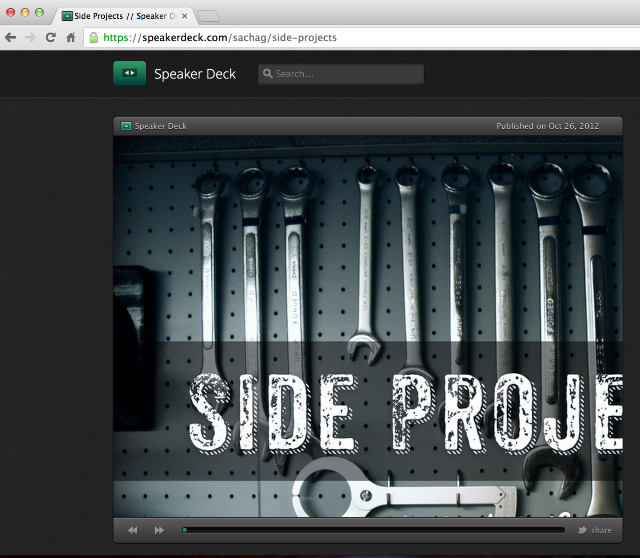 Side Projects // Speaker D
https://speakerdeck.com/sachag/side-projects
Speaker Deck
Search...
Speaker Deck
Published on Oct 26, 2012
SIDE PROJE
share